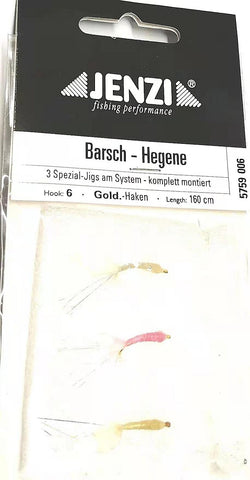 JENZI®
fishing performance
Barsch - Hegene
3 Spezial-Jigs am System - komplett montiert
Hook: 6 - Gold.-Haken - Length: 160 cm
5759 006